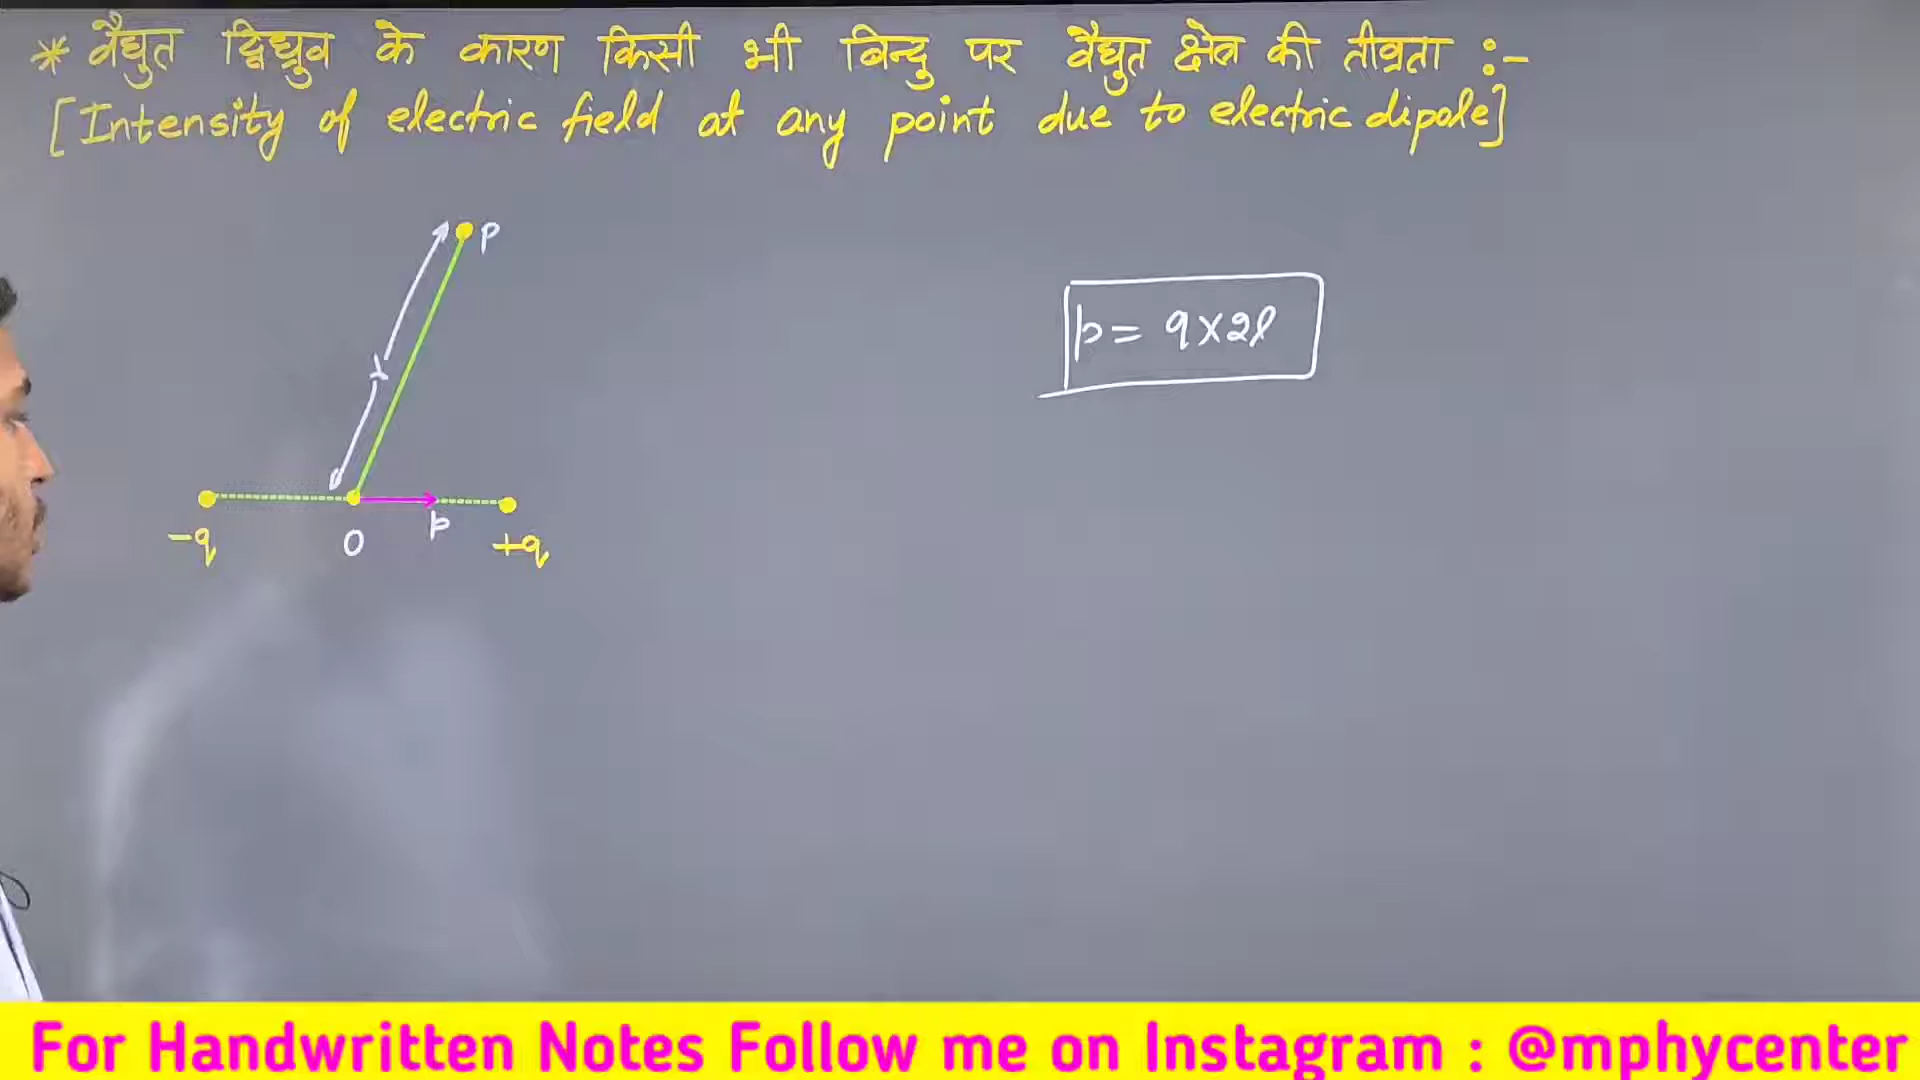 * वैद्युत द्विध्रुव के कारण किसी भी बिन्दु पर वैद्युत क्षेत्र की तीव्रता :-
[Intensity of electric field at any point due to electric dipole]
P
p = q×2l
-q
O
p
+q
For Handwritten Notes Follow me on Instagram : @mphycenter